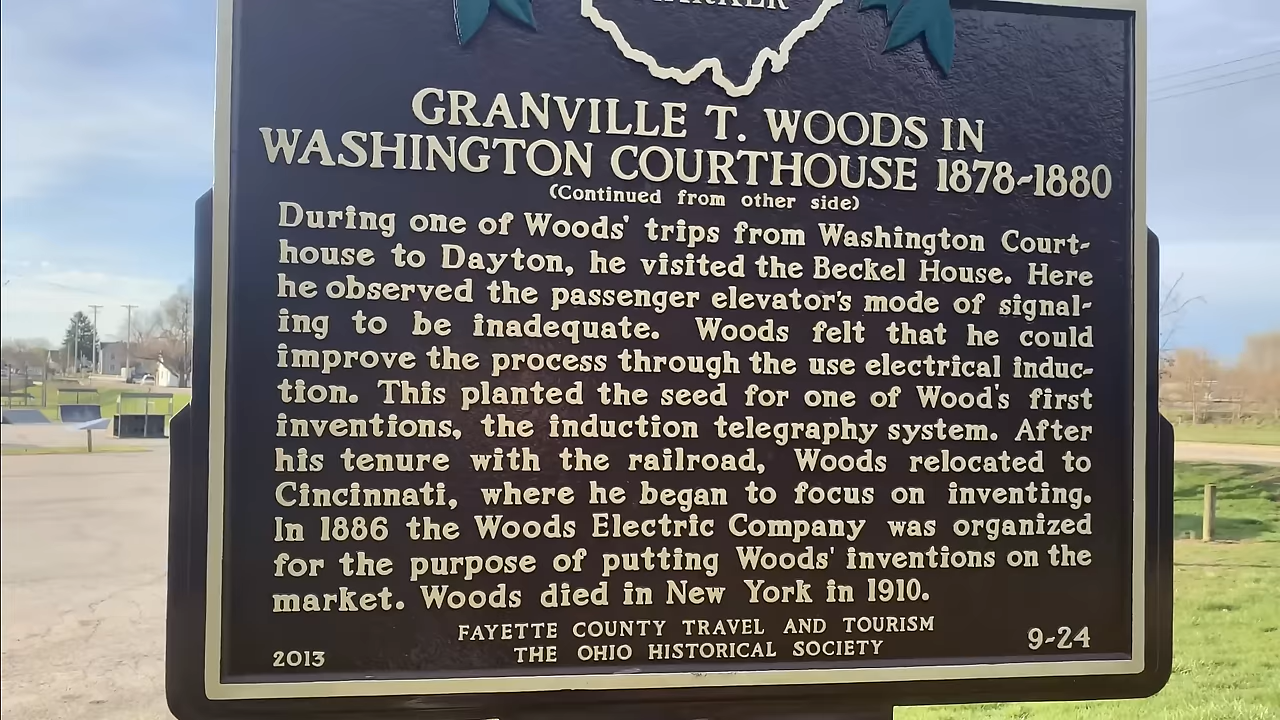 GRANVILLE T. WOODS IN
WASHINGTON COURTHOUSE 1878-1880
(Continued from other side)
During one of Woods' trips from Washington Court-
house to Dayton, he visited the Beckel House. Here
he observed the passenger elevator's mode of signal-
ing to be inadequate. Woods felt that he could
improve the process through the use electrical induc-
tion. This planted the seed for one of Wood's first
inventions, the induction telegraphy system. After
his tenure with the railroad, Woods relocated to
Cincinnati, where he began to focus on inventing.
In 1886 the Woods Electric Company was organized
for the purpose of putting Woods' inventions on the
market. Woods died in New York in 1910.
FAYETTE COUNTY TRAVEL AND TOURISM
THE OHIO HISTORICAL SOCIETY
2013
9-24